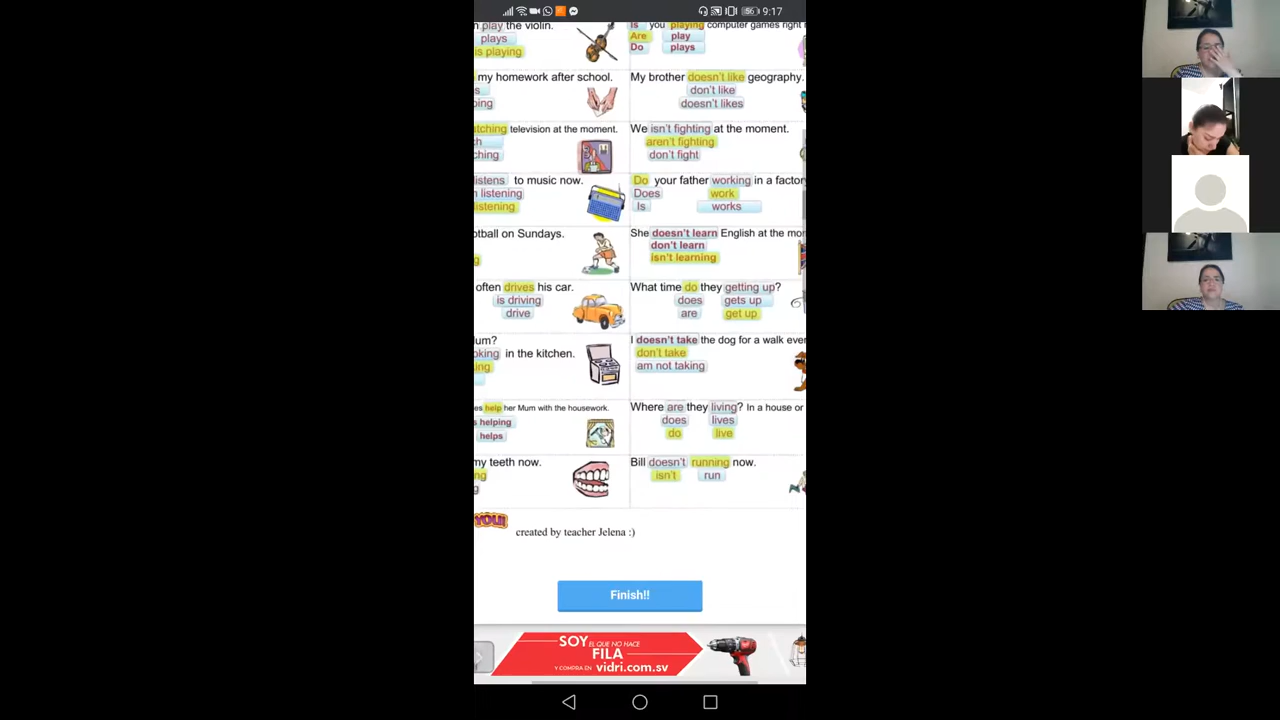 56 9:17
play the violin.
plays
is playing
Is you playing computer games right
Are play
Do plays
my homework after school.
My brother doesn't like geography.
don't like
doesn't likes
television at the moment.
We isn't fighting at the moment.
aren't fighting
don't fight
listens to music now.
listening
listening
Do your father working in a factory
Does work
Is works
on Sundays.
She doesn't learn English at the
don't learn
isn't learning
often drives his car.
is driving
drive
What time do they getting up?
does gets up
are get up
in the kitchen.
I doesn't take the dog for a walk
don't take
am not taking
help her Mum with the housework.
helping
helps
Where are they living? In a house or
does lives
do live
my teeth now.
Bill doesn't running now.
isn't run
YOU!
created by teacher Jelena :)
Finish!!
SOY EL QUE NO HACE
FILA
Y COMPRA EN vidri.com.sv